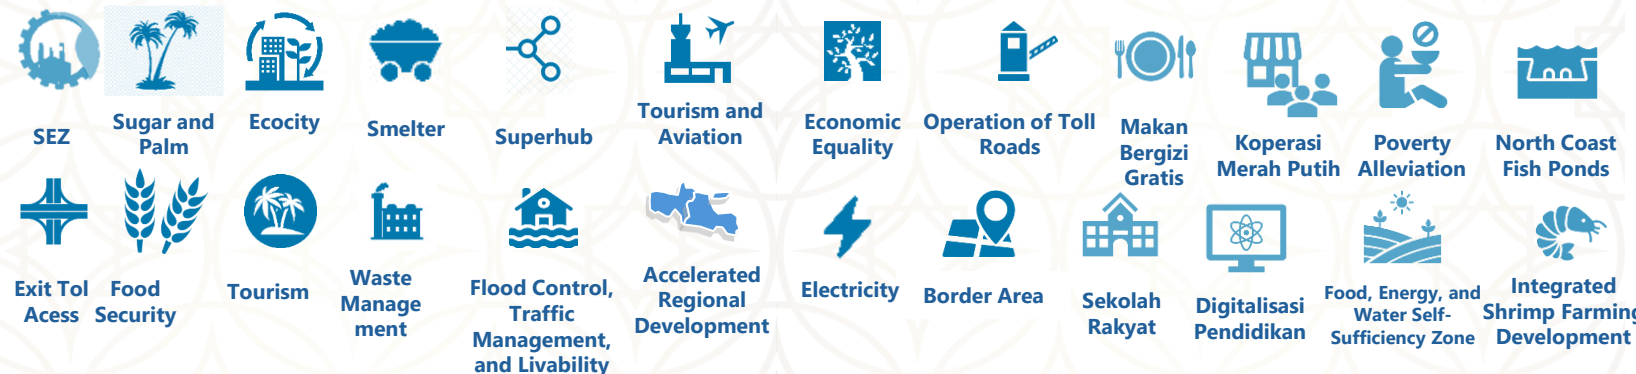 SEZ
Sugar and
Palm
Ecocity
Smelter
Superhub
Tourism and
Aviation
Economic
Equality
Operation of Toll
Roads
Makan
Bergizi
Gratis
Koperasi
Merah Putih
Poverty
Alleviation
North Coast
Fish Ponds
Exit Tol
Acess
Food
Security
Tourism
Waste
Manage
ment
Flood Control,
Traffic
Management,
and Livability
Accelerated
Regional
Development
Electricity
Border Area
Sekolah
Rakyat
Digitalisasi
Pendidikan
Food, Energy, and
Water Self-
Sufficiency Zone
Integrated
Shrimp Farming
Development